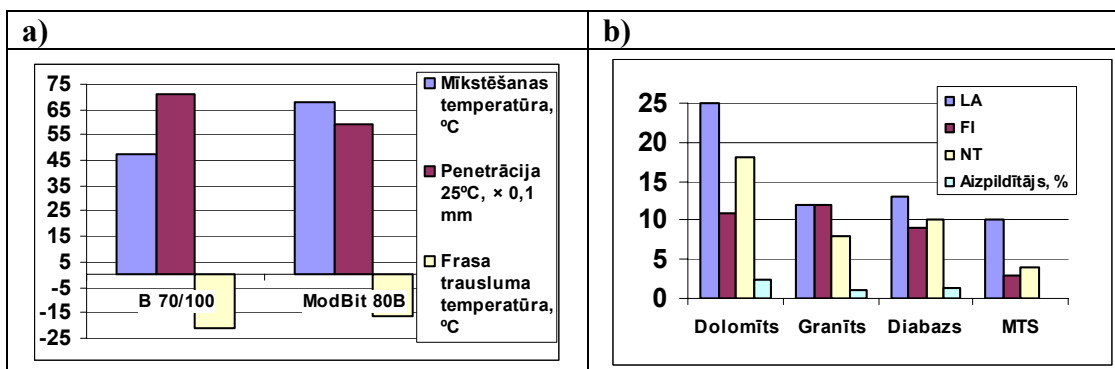 a)
75
65
55
45
35
25
15
5
-5
-15
-25
B 70/100
ModBit 80B
Mīkstēšanas
temperatūra,
ºC
Penetrācija
25ºC, × 0,1
mm
Frasa
trausluma
temperatūra,
ºC
b)
25
20
15
10
5
0
Dolomīts
Granīts
Diabazs
MTS
LA
FI
NT
Aizpildītājs, %